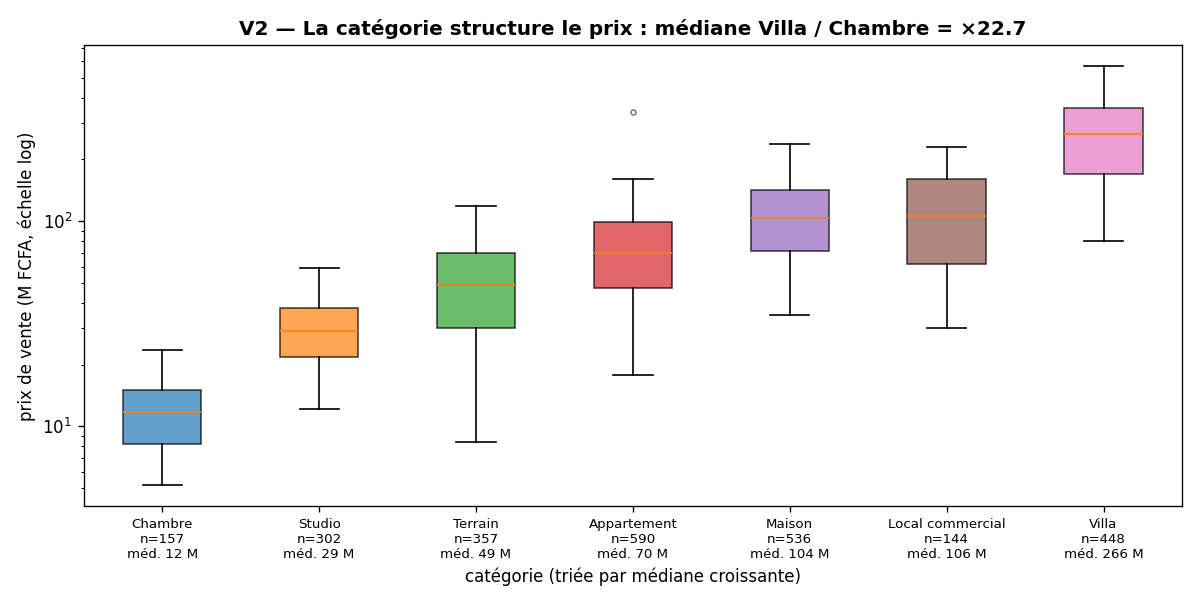 V2 — La catégorie structure le prix : médiane Villa / Chambre = ×22.7
prix de vente (M FCFA, échelle log)
10²
10¹
Chambre
n=157
méd. 12 M
Studio
n=302
méd. 29 M
Terrain
n=357
méd. 49 M
Appartement
n=590
méd. 70 M
Maison
n=536
méd. 104 M
Local commercial
n=144
méd. 106 M
Villa
n=448
méd. 266 M
catégorie (triée par médiane croissante)